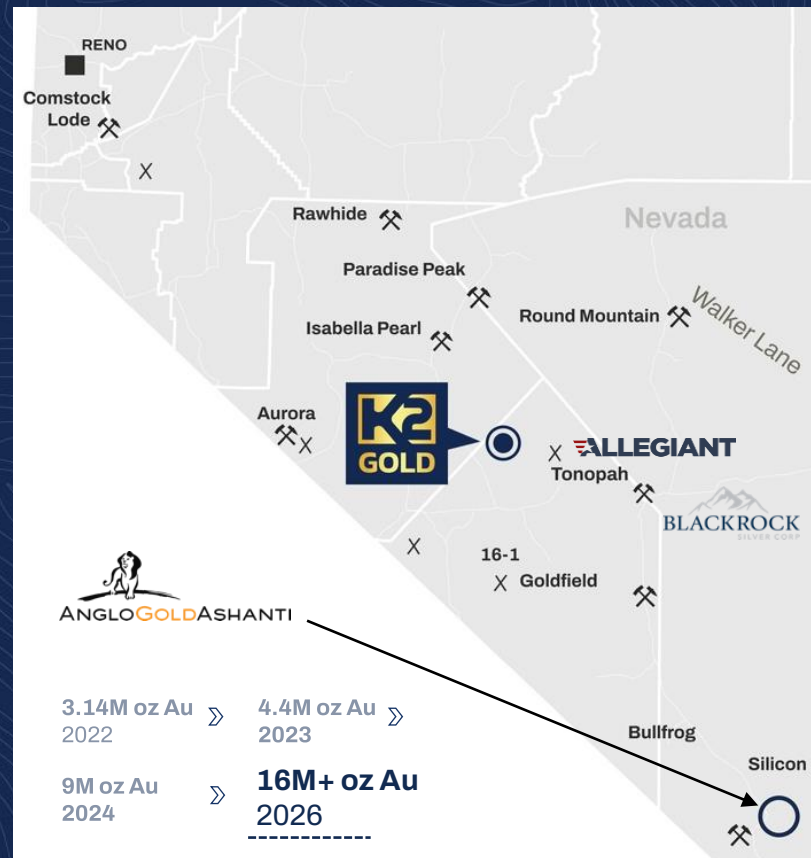 RENO
Comstock
Lode
X
Rawhide
Nevada
Paradise Peak
Round Mountain
Walker Lane
Isabella Pearl
Aurora
X
K2
GOLD
X
ALLEGIANT
Tonopah
BLACKROCK
SILVER CORP
X
16-1
X
Goldfield
ANGLOGOLDASHANTI
3.14M oz Au
2022
4.4M oz Au
2023
9M oz Au
2024
16M+ oz Au
2026
Bullfrog
Silicon